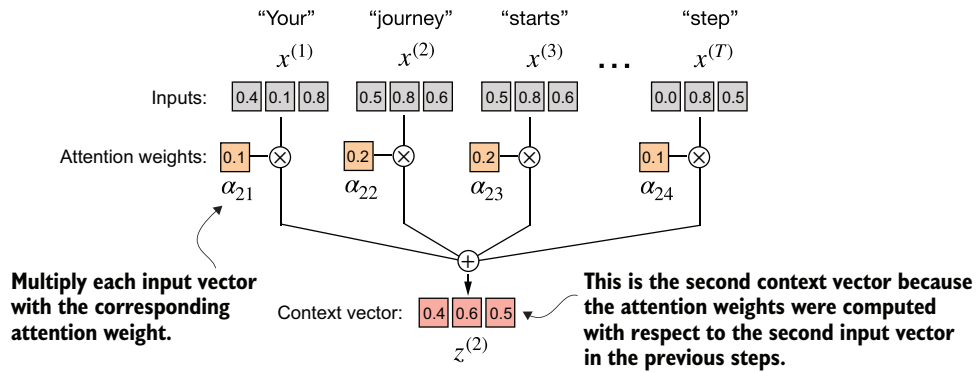 “Your” “journey” “starts” “step”
x(1) x(2) x(3) ... x(T)
Inputs: 0.4 0.1 0.8 0.5 0.8 0.6 0.5 0.8 0.6 0.0 0.8 0.5
Attention weights: 0.1 × 0.2 × 0.2 × 0.1 ×
α21 α22 α23 α24
+
Multiply each input vector
with the corresponding
attention weight.
Context vector: 0.4 0.6 0.5
z(2)
This is the second context vector because
the attention weights were computed
with respect to the second input vector
in the previous steps.